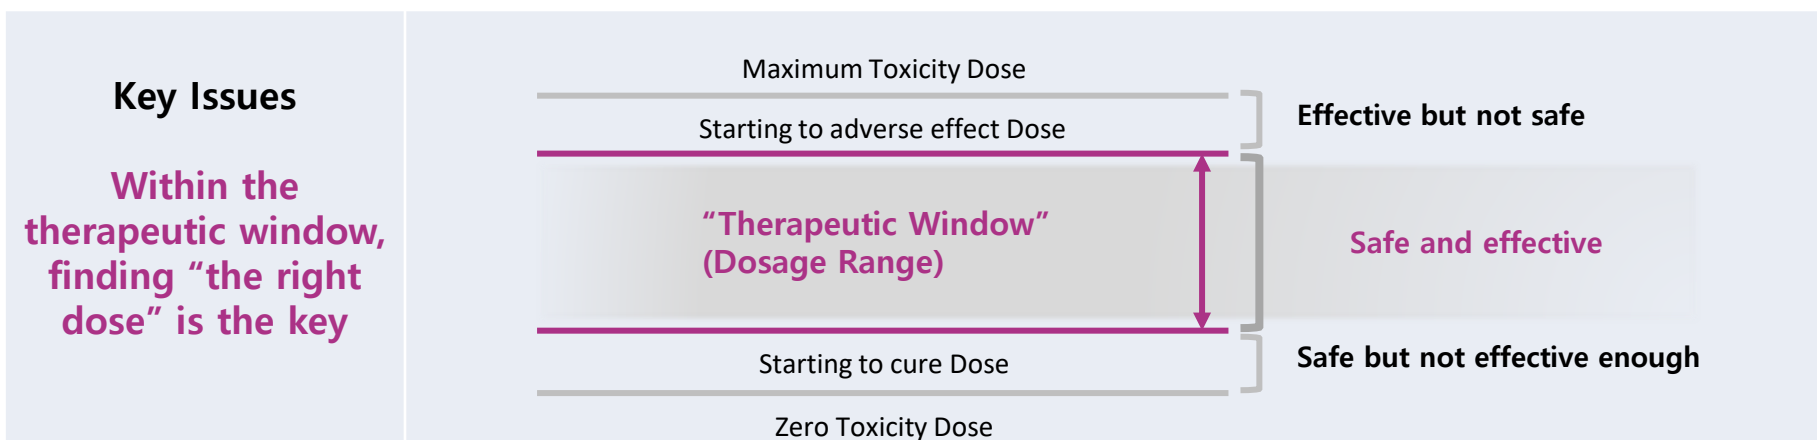 Key Issues
Within the
therapeutic window,
finding “the right
dose” is the key
Maximum Toxicity Dose
Starting to adverse effect Dose
“Therapeutic Window”
(Dosage Range)
Starting to cure Dose
Zero Toxicity Dose
Effective but not safe
Safe and effective
Safe but not effective enough